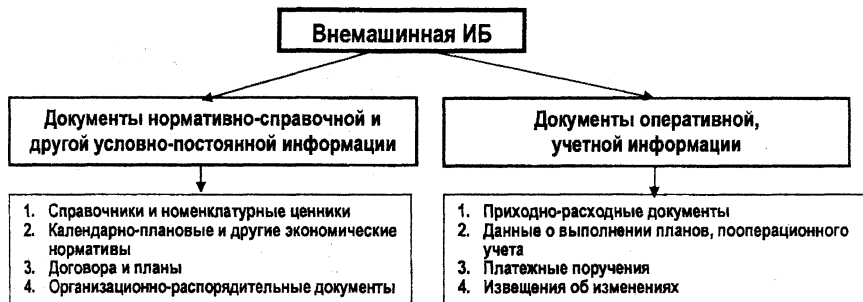 Внемашинная ИБ
Документы нормативно-справочной и
другой условно-постоянной информации
Документы оперативной,
учетной информации
1. Справочники и номенклатурные ценники
2. Календарно-плановые и другие экономические
нормативы
3. Договора и планы
4. Организационно-распорядительные документы
1. Приходно-расходные документы
2. Данные о выполнении планов, пооперационного
учета
3. Платежные поручения
4. Извещения об изменениях